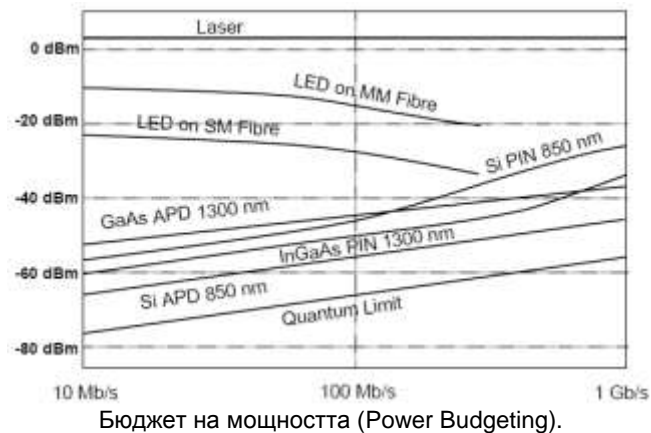 Laser
0 dBm
LED on MM Fibre
-20 dBm
LED on SM Fibre
Si PIN 850 nm
-40 dBm
GaAs APD 1300 nm
InGaAs PIN 1300 nm
-60 dBm
Si APD 850 nm
Quantum Limit
-80 dBm
10 Mb/s 100 Mb/s 1 Gb/s
Бюджет на мощността (Power Budgeting).